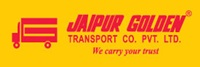 JAIPUR GOLDEN®
TRANSPORT CO. PVT. LTD.
We carry your trust